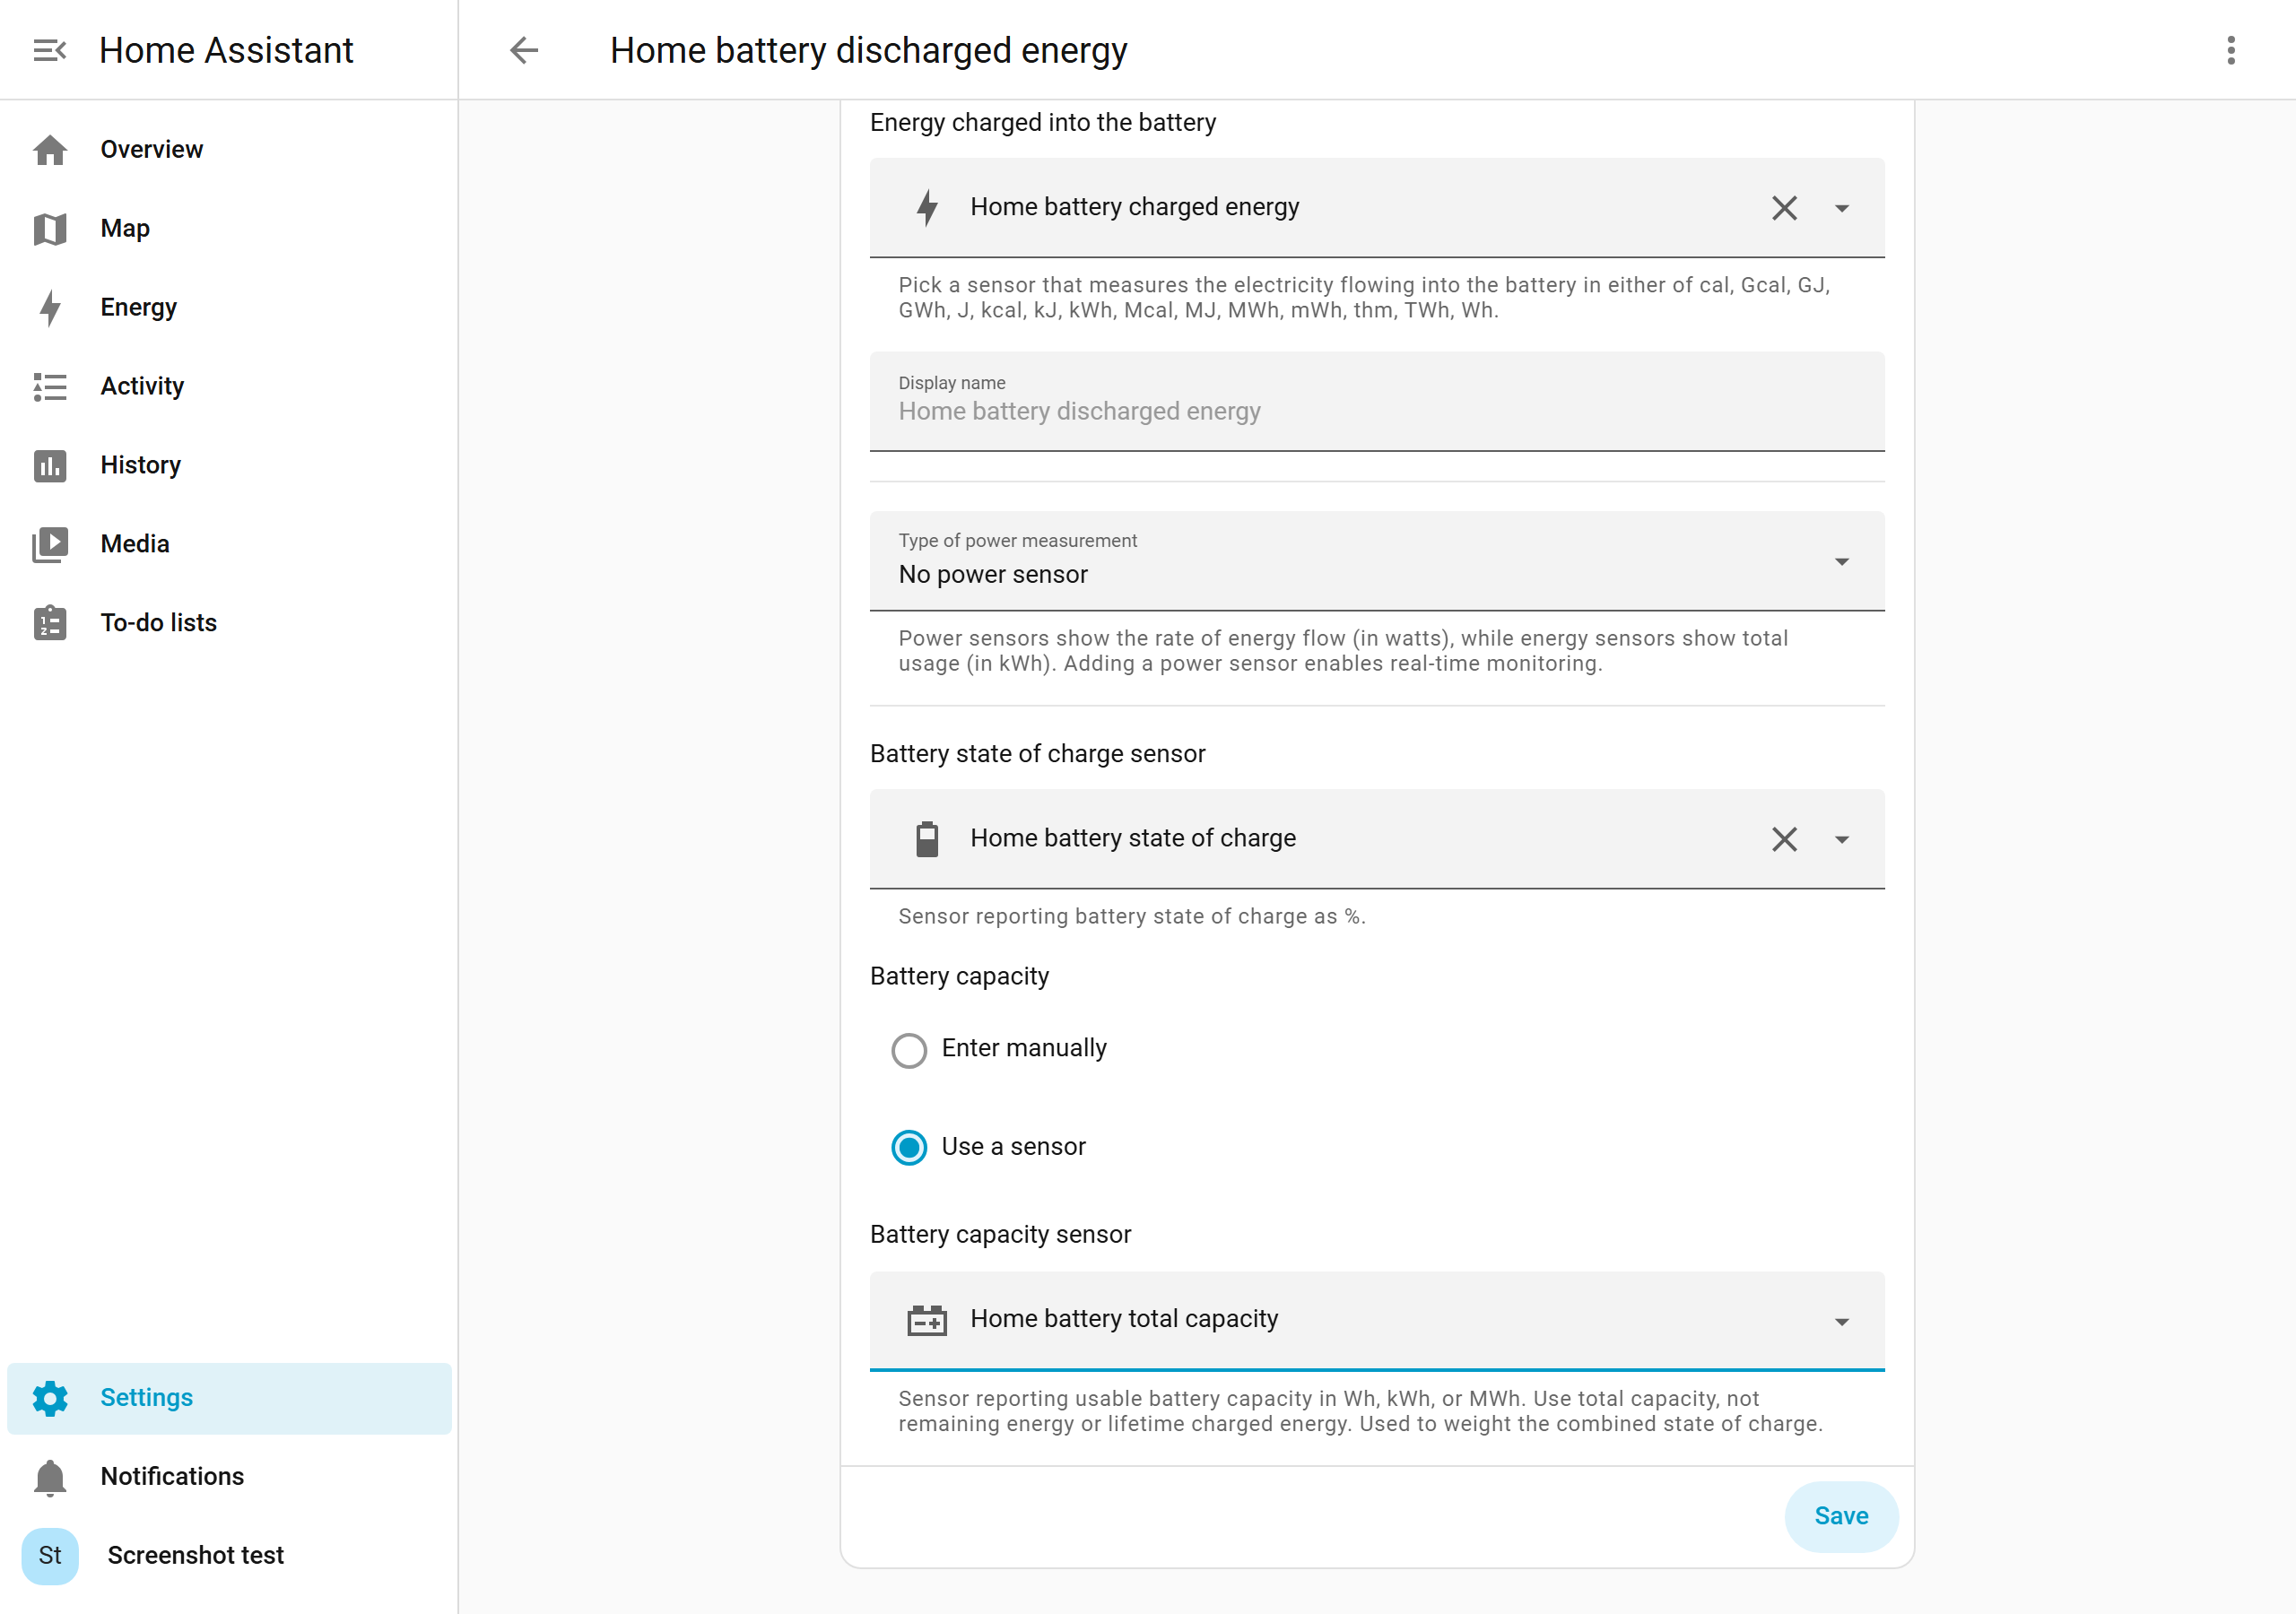 Home Assistant
Home battery discharged energy
Overview
Map
Energy
Activity
History
Media
To-do lists
Settings
Notifications
St
Screenshot test
Energy charged into the battery
Home battery charged energy
Pick a sensor that measures the electricity flowing into the battery in either of cal, Gcal, GJ,
GWh, J, kcal, kJ, kWh, Mcal, MJ, MWh, mWh, thm, TWh, Wh.
Display name
Home battery discharged energy
Type of power measurement
No power sensor
Power sensors show the rate of energy flow (in watts), while energy sensors show total
usage (in kWh). Adding a power sensor enables real-time monitoring.
Battery state of charge sensor
Home battery state of charge
Sensor reporting battery state of charge as %.
Battery capacity
Enter manually
Use a sensor
Battery capacity sensor
Home battery total capacity
Sensor reporting usable battery capacity in Wh, kWh, or MWh. Use total capacity, not
remaining energy or lifetime charged energy. Used to weight the combined state of charge.
Save